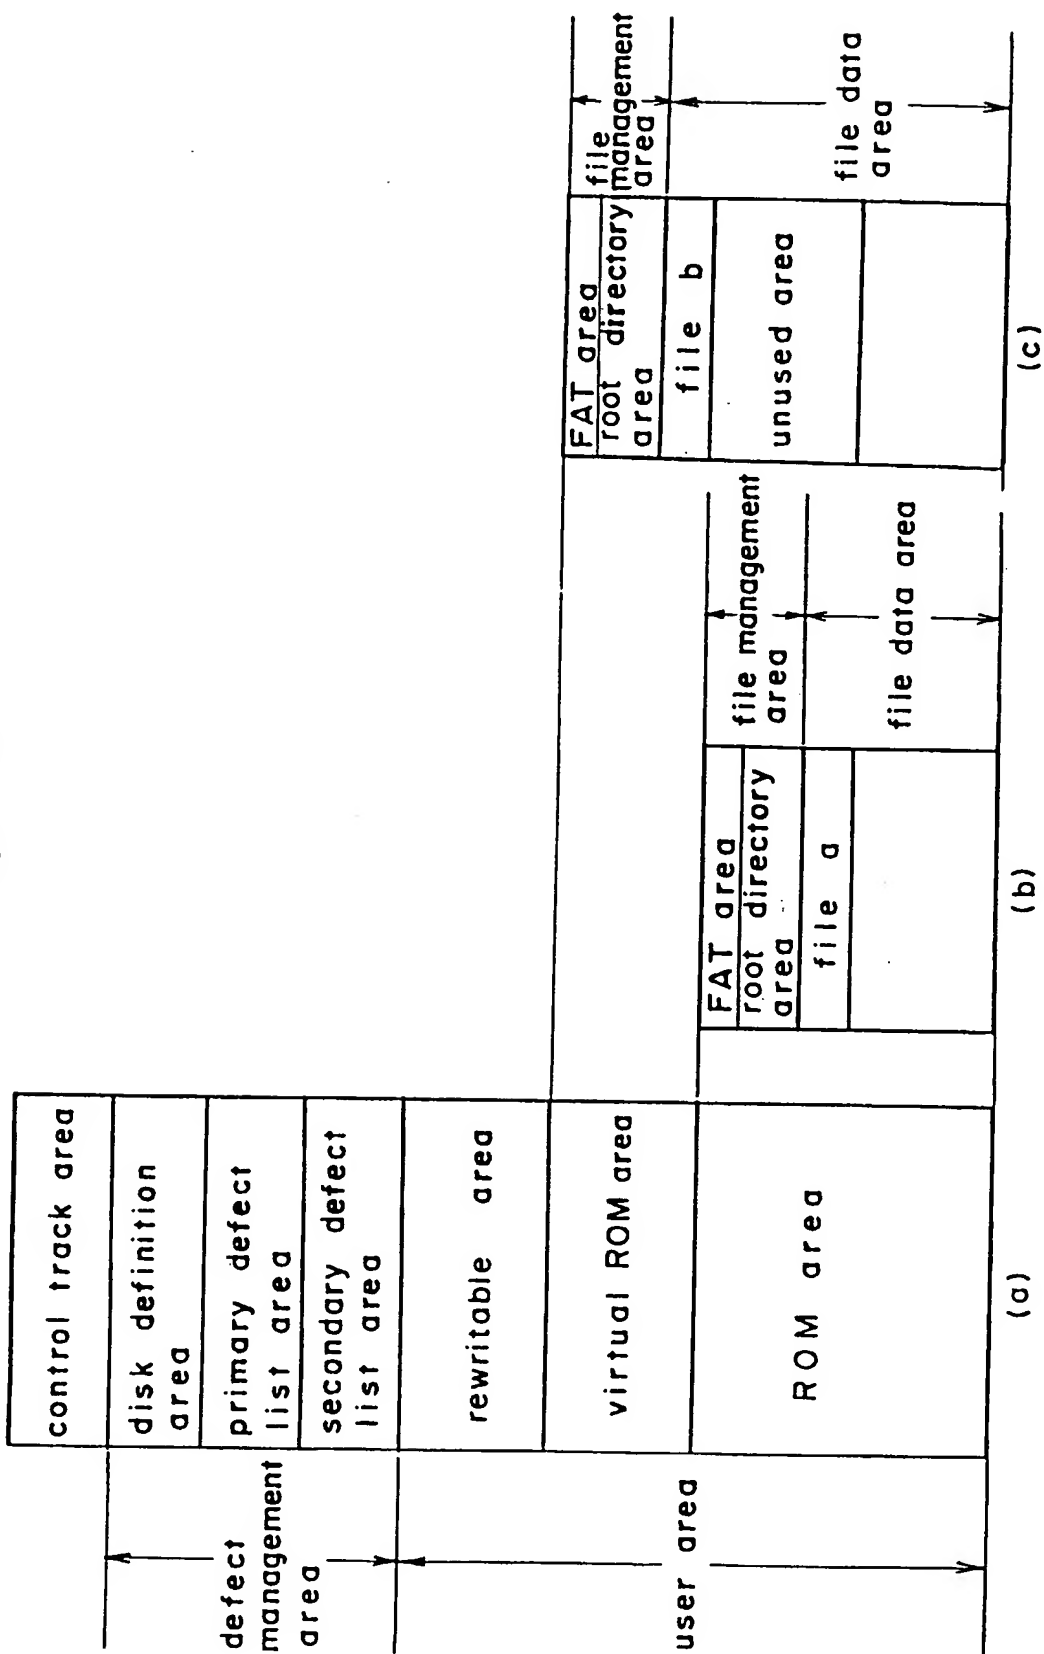 control track area
disk definition
area
primary defect
list area
secondary defect
list area
rewritable area
virtual ROM area
ROM area
defect
management
area
user area
(a)
FAT area
root directory
area
file a
file management
area
file data area
(b)
FAT area
root directory
area
file b
unused area
file
management
area
file data
area
(c)